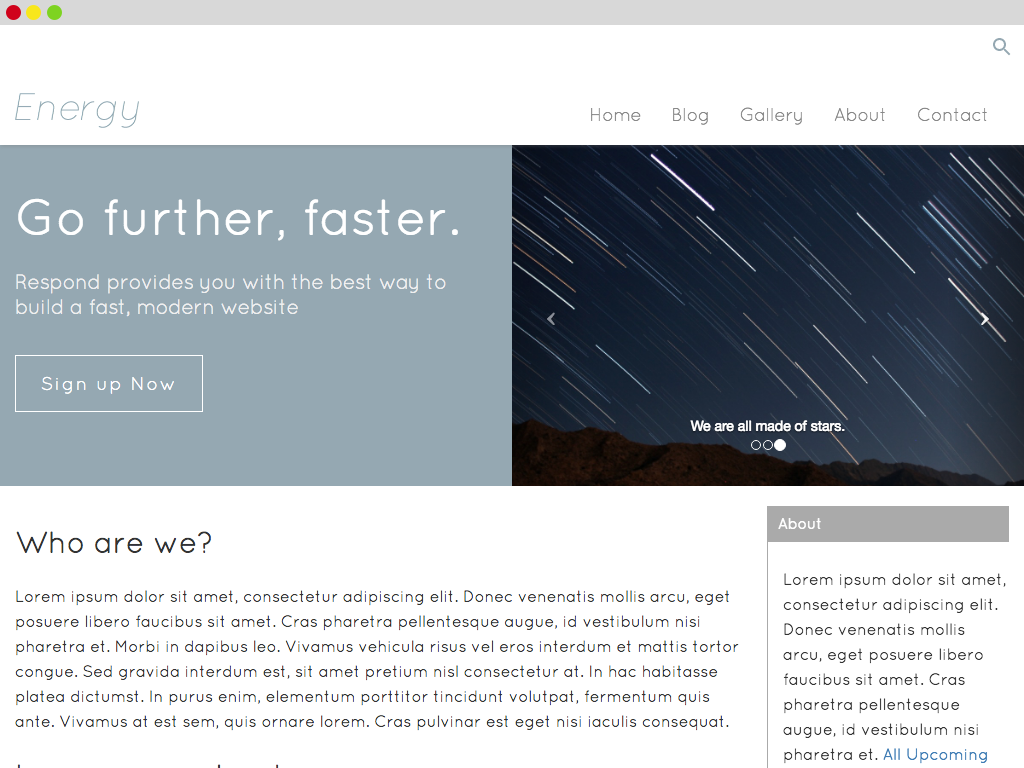 Energy
Home Blog Gallery About Contact
Go further, faster.
Respond provides you with the best way to
build a fast, modern website
Sign up Now
We are all made of stars.
Who are we?
Lorem ipsum dolor sit amet, consectetur adipiscing elit. Donec venenatis mollis arcu, eget
posuere libero faucibus sit amet. Cras pharetra pellentesque augue, id vestibulum nisi
pharetra et. Morbi in dapibus leo. Vivamus vehicula risus vel eros interdum et mattis tortor
congue. Sed gravida interdum est, sit amet pretium nisl consectetur at. In hac habitasse
platea dictumst. In purus enim, elementum porttitor tincidunt volutpat, fermentum quis
ante. Vivamus at est sem, quis ornare lorem. Cras pulvinar est eget nisi iaculis consequat.
About
Lorem ipsum dolor sit amet,
consectetur adipiscing elit.
Donec venenatis mollis
arcu, eget posuere libero
faucibus sit amet. Cras
pharetra pellentesque
augue, id vestibulum nisi
pharetra et. All Upcoming